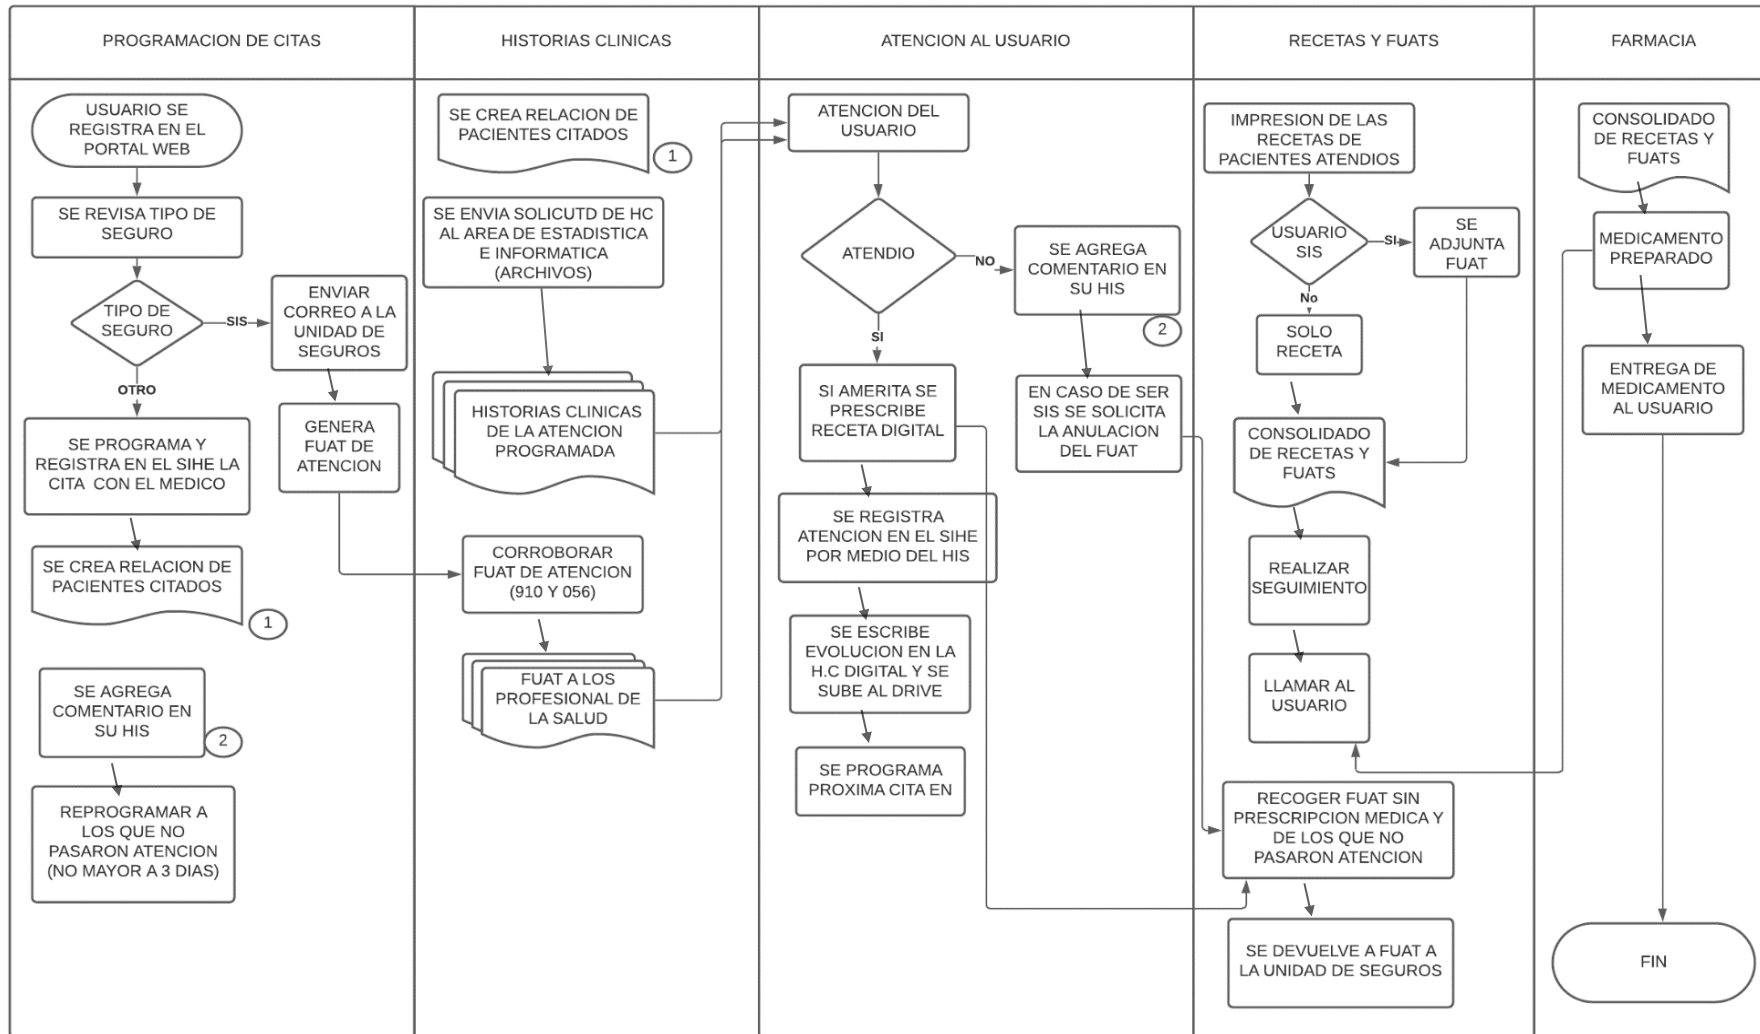 PROGRAMACION DE CITAS
HISTORIAS CLINICAS
ATENCION AL USUARIO
RECETAS Y FUATS
FARMACIA
USUARIO SE
REGISTRA EN EL
PORTAL WEB
SE REVISA TIPO DE
SEGURO
TIPO DE
SEGURO
SIS
ENVIAR
CORREO A LA
UNIDAD DE
SEGUROS
OTRO
GENERA
FUAT DE
ATENCION
SE PROGRAMA Y
REGISTRA EN EL SIHE LA
CITA CON EL MEDICO
SE CREA RELACION DE
PACIENTES CITADOS
1
SE AGREGA
COMENTARIO EN
SU HIS
2
REPROGRAMAR A
LOS QUE NO
PASARON ATENCION
(NO MAYOR A 3 DIAS)
SE CREA RELACION DE
PACIENTES CITADOS
1
SE ENVIA SOLICUTD DE HC
AL AREA DE ESTADISTICA
E INFORMATICA
(ARCHIVOS)
HISTORIAS CLINICAS
DE LA ATENCION
PROGRAMADA
CORROBORAR
FUAT DE ATENCION
(910 Y 056)
FUAT A LOS
PROFESIONAL DE
LA SALUD
ATENCION DEL
USUARIO
ATENDIO
NO
SE AGREGA
COMENTARIO EN
SU HIS
2
SI
SI AMERITA SE
PRESCRIBE
RECETA DIGITAL
EN CASO DE SER
SIS SE SOLICITA
LA ANULACION
DEL FUAT
SE REGISTRA
ATENCION EN EL SIHE
POR MEDIO DEL HIS
SE ESCRIBE
EVOLUCION EN LA
H.C DIGITAL Y SE
SUBE AL DRIVE
SE PROGRAMA
PROXIMA CITA EN
IMPRESION DE LAS
RECETAS DE
PACIENTES ATENDIOS
USUARIO
SIS
SI
SE
ADJUNTA
FUAT
No
SOLO
RECETA
CONSOLIDADO
DE RECETAS Y
FUATS
REALIZAR
SEGUIMIENTO
LLAMAR AL
USUARIO
RECOGER FUAT SIN
PRESCRIPCION MEDICA Y
DE LOS QUE NO
PASARON ATENCION
SE DEVUELVE A FUAT A
LA UNIDAD DE SEGUROS
CONSOLIDADO
DE RECETAS Y
FUATS
MEDICAMENTO
PREPARADO
ENTREGA DE
MEDICAMENTO
AL USUARIO
FIN